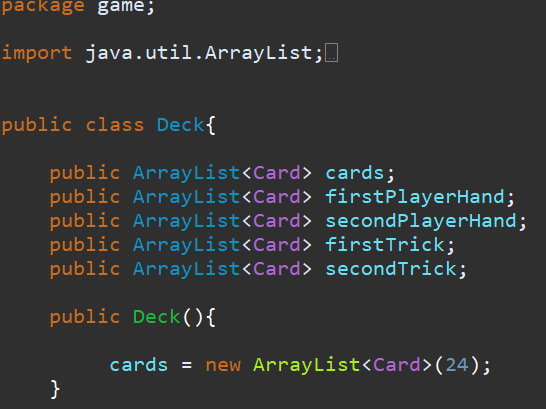 package game;
import java.util.ArrayList;
public class Deck{
public ArrayList<Card> cards;
public ArrayList<Card> firstPlayerHand;
public ArrayList<Card> secondPlayerHand;
public ArrayList<Card> firstTrick;
public ArrayList<Card> secondTrick;
public Deck(){
cards = new ArrayList<Card>(24);
}